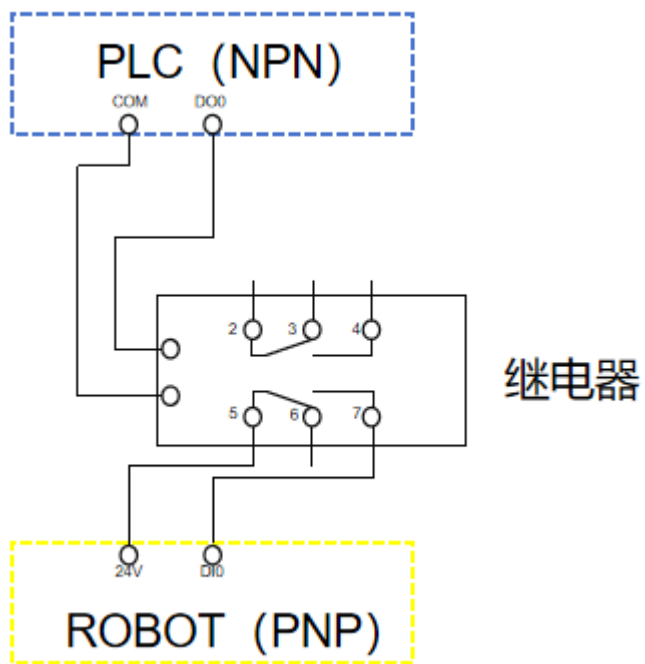 PLC（NPN）
COM DO0
2 3 4
继电器
5 6 7
24V DI0
ROBOT（PNP）